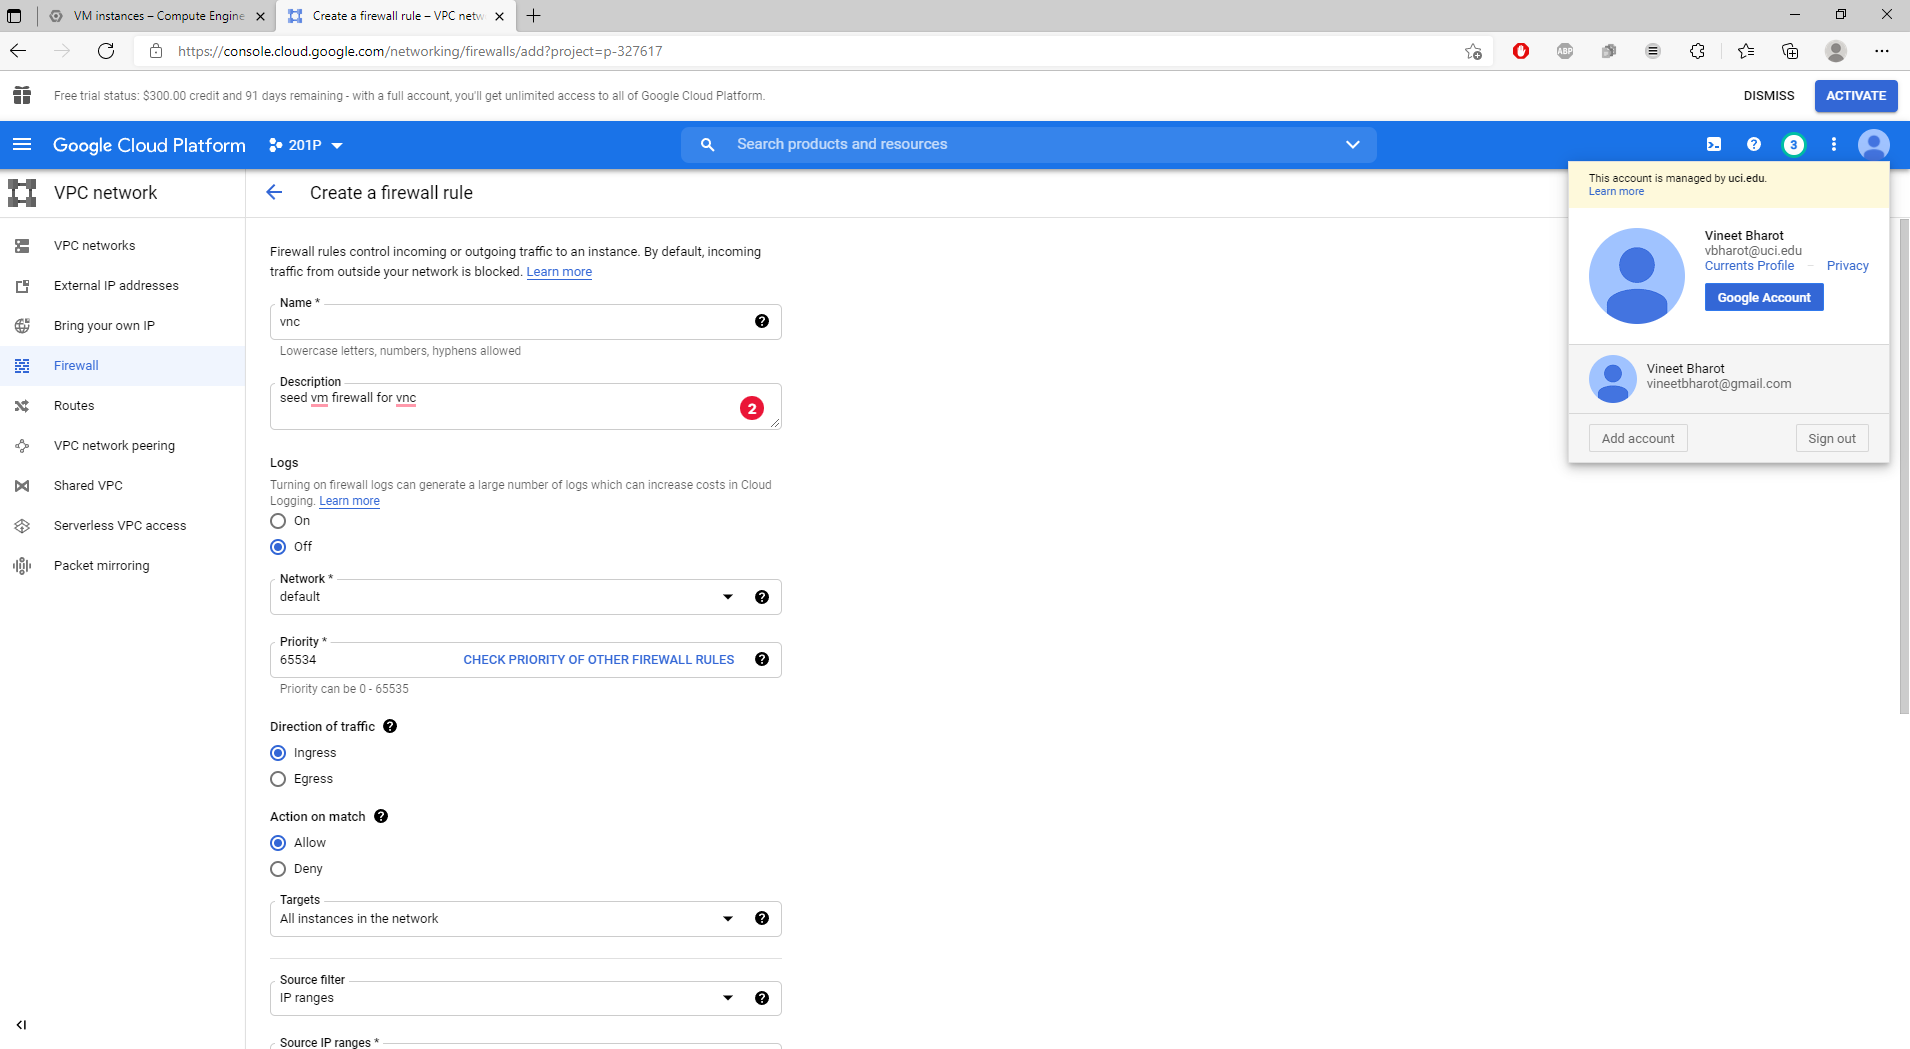 VM instances – Compute Engine
Create a firewall rule – VPC netw
https://console.cloud.google.com/networking/firewalls/add?project=p-327617
ABP
Free trial status: $300.00 credit and 91 days remaining - with a full account, you'll get unlimited access to all of Google Cloud Platform.
DISMISS
ACTIVATE
Google Cloud Platform
201P
Search products and resources
3
VPC network
Create a firewall rule
This account is managed by uci.edu.
Learn more
Vineet Bharot
vbharot@uci.edu
Currents Profile – Privacy
Google Account
Vineet Bharot
vineetbharot@gmail.com
Add account
Sign out
VPC networks
External IP addresses
Bring your own IP
Firewall
Routes
VPC network peering
Shared VPC
Serverless VPC access
Packet mirroring
Firewall rules control incoming or outgoing traffic to an instance. By default, incoming
traffic from outside your network is blocked. Learn more
Name *
vnc
Lowercase letters, numbers, hyphens allowed
Description
seed vm firewall for vnc
2
Logs
Turning on firewall logs can generate a large number of logs which can increase costs in Cloud
Logging. Learn more
On
Off
Network *
default
Priority *
65534
CHECK PRIORITY OF OTHER FIREWALL RULES
Priority can be 0 - 65535
Direction of traffic
Ingress
Egress
Action on match
Allow
Deny
Targets
All instances in the network
Source filter
IP ranges
Source IP ranges *